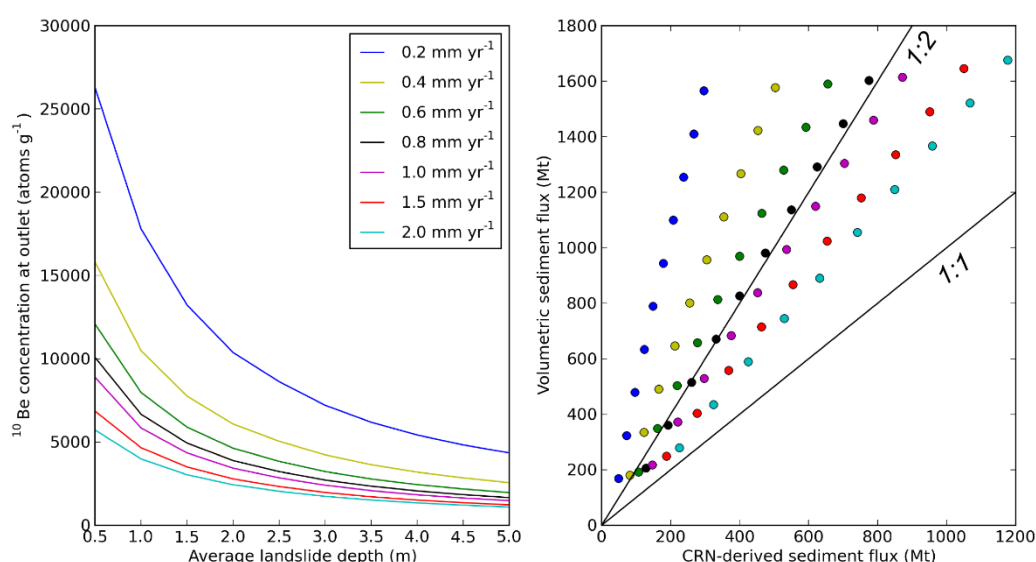 30000
25000
20000
15000
10000
5000
0
0.5 1.0 1.5 2.0 2.5 3.0 3.5 4.0 4.5 5.0
Average landslide depth (m)
¹⁰ Be concentration at outlet (atoms g⁻¹)
0.2 mm yr⁻¹
0.4 mm yr⁻¹
0.6 mm yr⁻¹
0.8 mm yr⁻¹
1.0 mm yr⁻¹
1.5 mm yr⁻¹
2.0 mm yr⁻¹
1800
1600
1400
1200
1000
800
600
400
200
0
0 200 400 600 800 1000 1200
CRN-derived sediment flux (Mt)
Volumetric sediment flux (Mt)
1:2
1:1